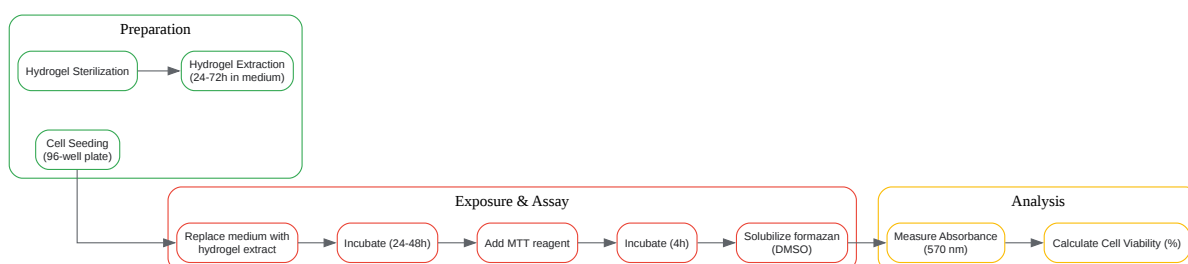 Preparation
Hydrogel Sterilization
Hydrogel Extraction
(24-72h in medium)
Cell Seeding
(96-well plate)
Exposure & Assay
Replace medium with
hydrogel extract
Incubate (24-48h)
Add MTT reagent
Incubate (4h)
Solubilize formazan
(DMSO)
Analysis
Measure Absorbance
(570 nm)
Calculate Cell Viability (%)